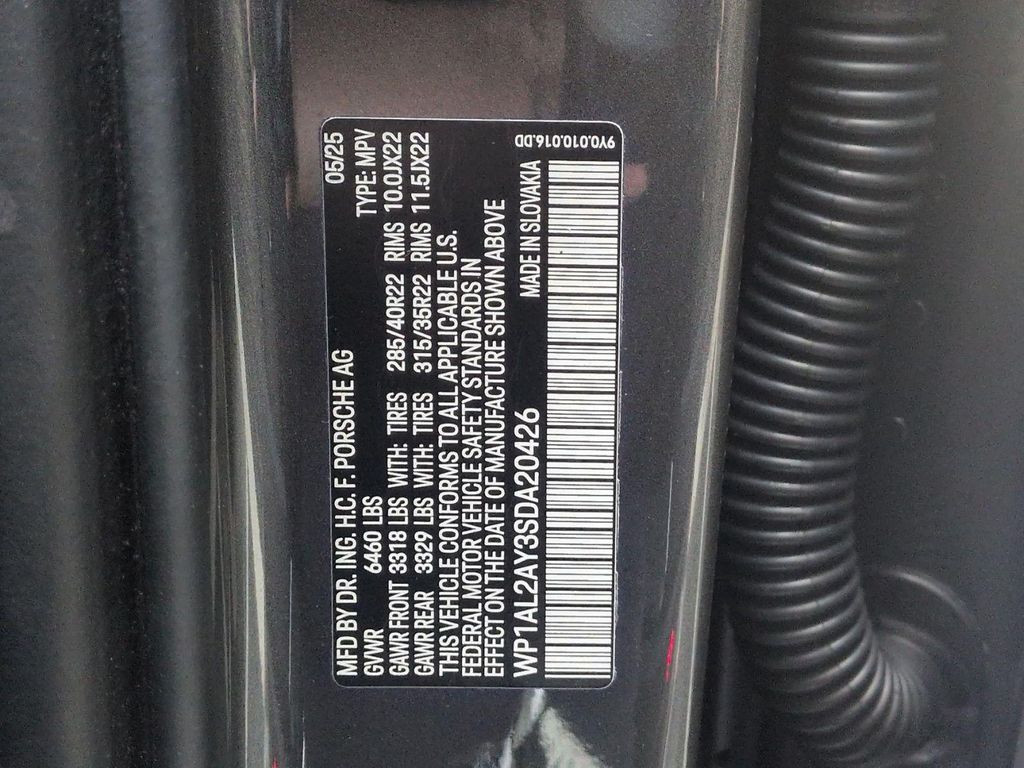 MFD BY DR. ING. H.C. F. PORSCHE AG 05/25
GVWR 6460 LBS TYPE: MPV
GAWR FRONT 3318 LBS WITH: TIRES 285/40R22 RIMS 10.0JX22
GAWR REAR 3329 LBS WITH: TIRES 315/35R22 RIMS 11.5JX22
THIS VEHICLE CONFORMS TO ALL APPLICABLE U.S.
FEDERAL MOTOR VEHICLE SAFETY STANDARDS IN
EFFECT ON THE DATE OF MANUFACTURE SHOWN ABOVE
WP1AL2AY3SDA20426 MADE IN SLOVAKIA
9Y0.010.016.DD